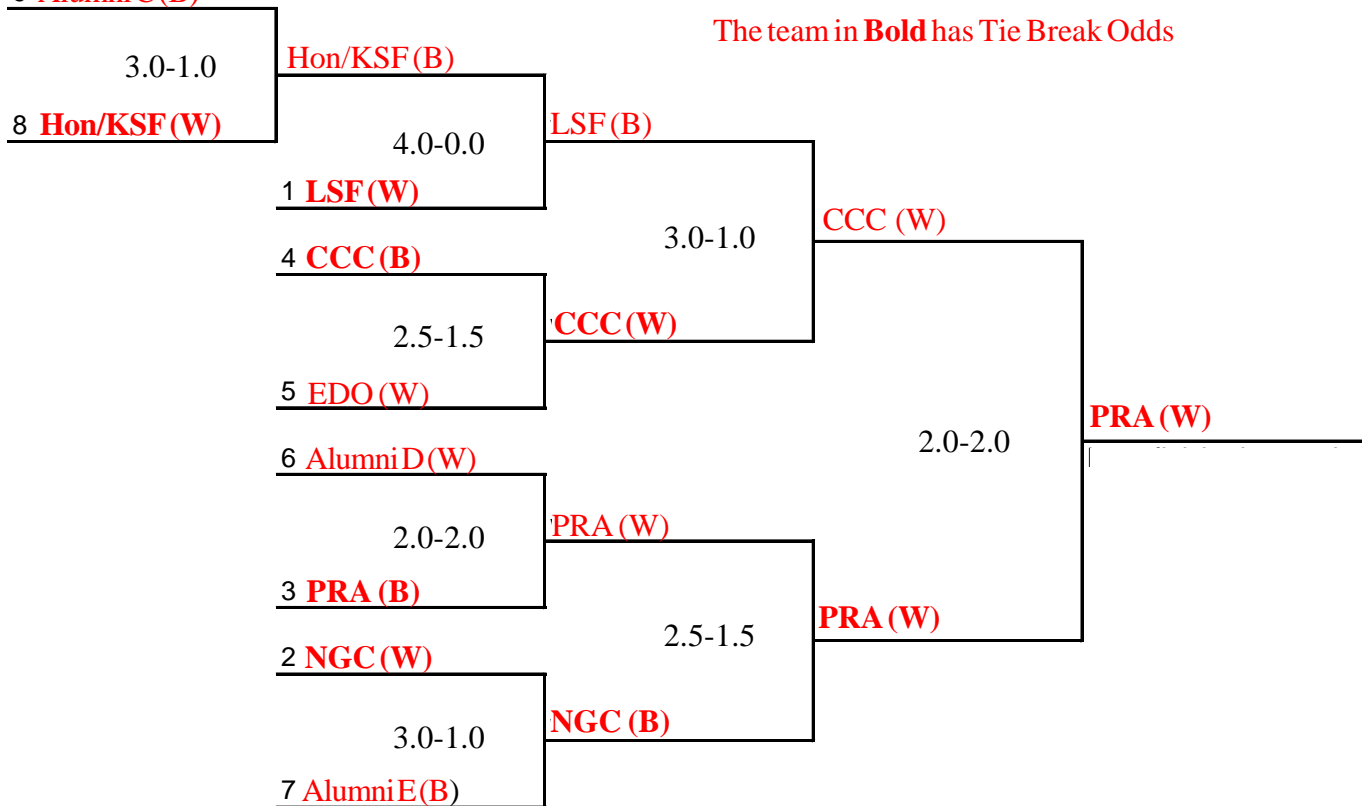 The team in Bold has Tie Break Odds
3.0-1.0
8 Hon/KSF (W)
Hon/KSF (B)
4.0-0.0
1 LSF (W)
4 CCC (B)
2.5-1.5
5 EDO (W)
6 Alumni D (W)
2.0-2.0
3 PRA (B)
2 NGC (W)
3.0-1.0
7 Alumni E (B)
LSF (B)
3.0-1.0
CCC (W)
PRA (W)
2.5-1.5
NGC (B)
CCC (W)
2.0-2.0
PRA (W)
PRA (W)